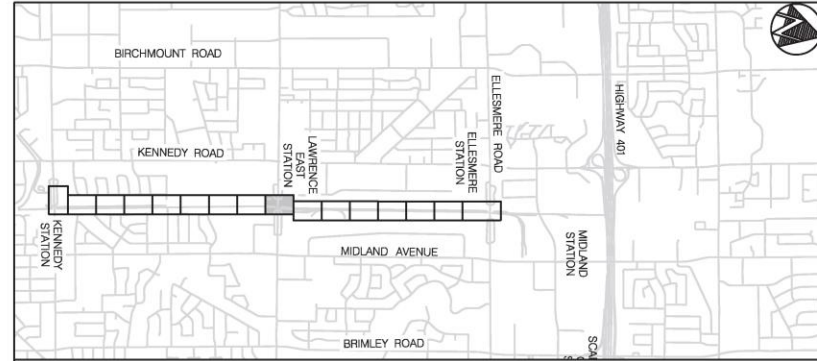 BIRCHMOUNT ROAD
KENNEDY ROAD
LAWRENCE
EAST
STATION
ELLESMERE
STATION
ELLESMERE ROAD
HIGHWAY 401
KENNEDY
STATION
MIDLAND AVENUE
MIDLAND
STATION
BRIMLEY ROAD